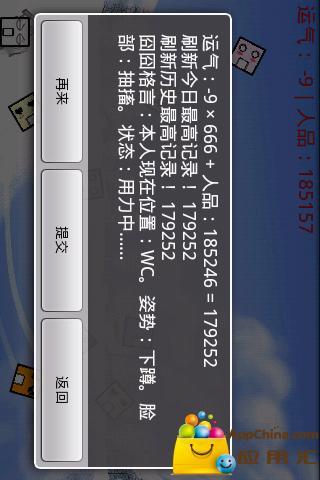 运气：-9 | 人品：185157
运气：-9 × 666 + 人品：185246 = 179252
刷新今日最高记录！179252
刷新历史最高记录！179252
囧囧格言：本人现在位置：WC。姿势：下蹲。脸
部：抽搐。状态：用力中……
再来
提交
返回
AppChina.com
应用汇